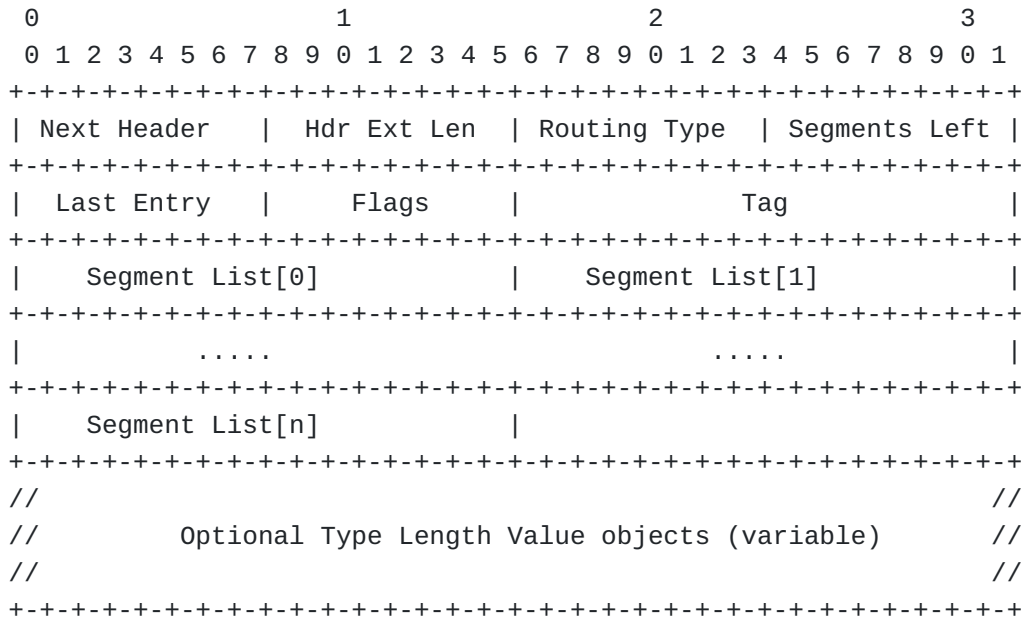 0                   1                   2                   3
 0 1 2 3 4 5 6 7 8 9 0 1 2 3 4 5 6 7 8 9 0 1 2 3 4 5 6 7 8 9 0 1
+-+-+-+-+-+-+-+-+-+-+-+-+-+-+-+-+-+-+-+-+-+-+-+-+-+-+-+-+-+-+-+-+
| Next Header   |  Hdr Ext Len  | Routing Type  | Segments Left |
+-+-+-+-+-+-+-+-+-+-+-+-+-+-+-+-+-+-+-+-+-+-+-+-+-+-+-+-+-+-+-+-+
|  Last Entry   |     Flags     |              Tag              |
+-+-+-+-+-+-+-+-+-+-+-+-+-+-+-+-+-+-+-+-+-+-+-+-+-+-+-+-+-+-+-+-+
|    Segment List[0]            |    Segment List[1]            |
+-+-+-+-+-+-+-+-+-+-+-+-+-+-+-+-+-+-+-+-+-+-+-+-+-+-+-+-+-+-+-+-+
|           .....                            .....              |
+-+-+-+-+-+-+-+-+-+-+-+-+-+-+-+-+-+-+-+-+-+-+-+-+-+-+-+-+-+-+-+-+
|    Segment List[n]            |
+-+-+-+-+-+-+-+-+-+-+-+-+-+-+-+-+-+-+-+-+-+-+-+-+-+-+-+-+-+-+-+-+
//                                                             //
//         Optional Type Length Value objects (variable)       //
//                                                             //
+-+-+-+-+-+-+-+-+-+-+-+-+-+-+-+-+-+-+-+-+-+-+-+-+-+-+-+-+-+-+-+-+